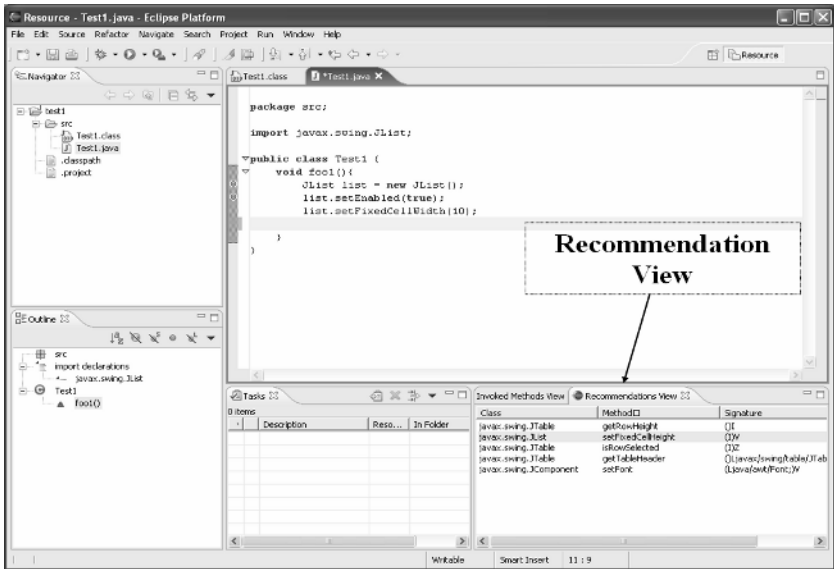 Resource - Test1.java - Eclipse Platform
File Edit Source Refactor Navigate Search Project Run Window Help
Resource
Navigator
test1
src
Test1.class
Test1.java
.classpath
.project
Test1.class
*Test1.java
package src;
import javax.swing.JList;
public class Test1 {
void foo1(){
JList list = new JList();
list.setEnabled(true);
list.setFixedCellWidth(10);
}
}
Recommendation
View
Outline
src
import declarations
javax.swing.JList
Test1
foo1()
Tasks
0 items
Description Reso... In Folder
Invoked Methods View Recommendations View
Class Method Signature
javax.swing.JTable getRowHeight ()I
javax.swing.JList setFixedCellHeight (I)V
javax.swing.JTable isRowSelected (I)Z
javax.swing.JTable getTableHeader ()Ljavax/swing/table/JTab
javax.swing.JComponent setFont (Ljava/awt/Font;)V
Writable Smart Insert 11 : 9